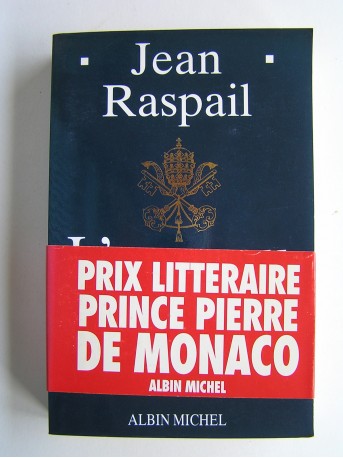 Jean
Raspail
PRIX LITTERAIRE
PRINCE PIERRE
DE MONACO
ALBIN MICHEL
ALBIN MICHEL